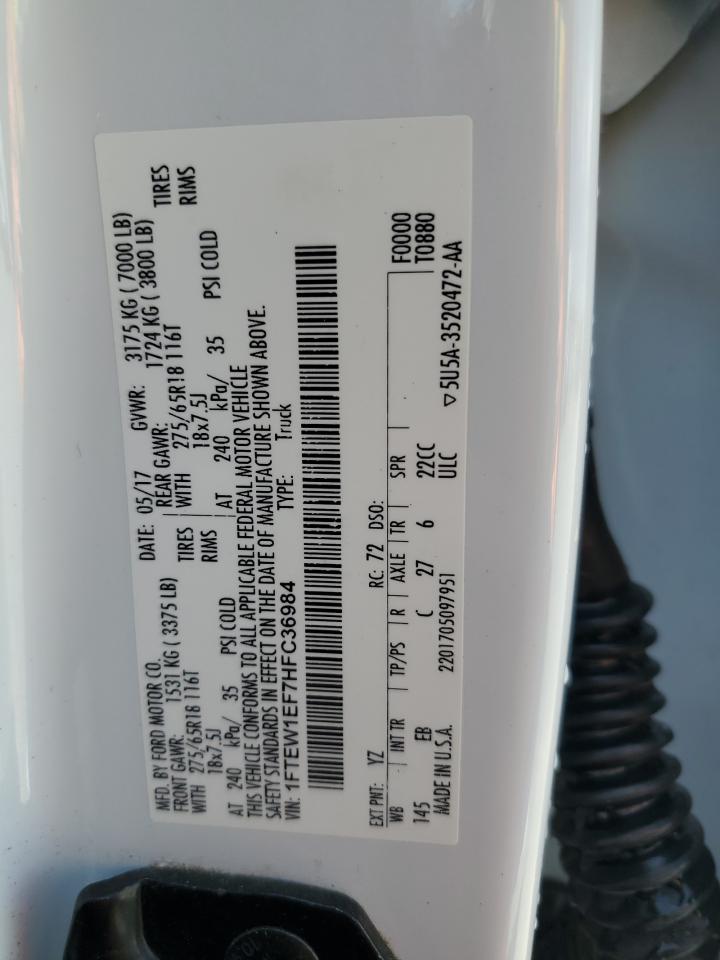 MFD. BY FORD MOTOR CO. DATE: 05/17 GVWR: 3175 KG ( 7000 LB)
FRONT GAWR: 1531 KG ( 3375 LB) REAR GAWR: 1724 KG ( 3800 LB)
WITH 275/65R18 116T TIRES WITH 275/65R18 116T TIRES
18x7.5J RIMS 18x7.5J RIMS
AT 240 kPa/ 35 PSI COLD AT 240 kPa/ 35 PSI COLD
THIS VEHICLE CONFORMS TO ALL APPLICABLE FEDERAL MOTOR VEHICLE
SAFETY STANDARDS IN EFFECT ON THE DATE OF MANUFACTURE SHOWN ABOVE.
VIN: 1FTEW1EF7HFC36984 TYPE: Truck
EXT PNT: YZ RC: 72 DSO: F0000
WB INT TR TP/PS R AXLE TR SPR T0880
145 EB C 27 6 22CC
MADE IN U.S.A. 2201705097951 ULC ▽5U5A-3520472-AA